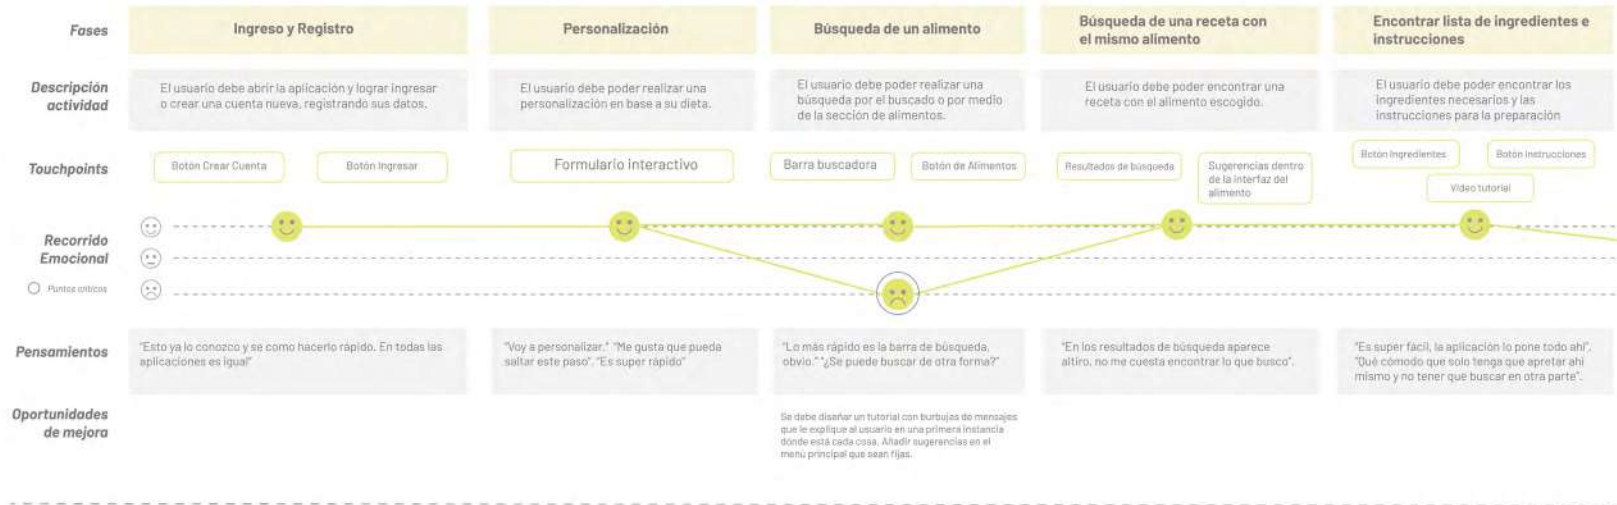 Fases
Ingreso y Registro
Personalización
Búsqueda de un alimento
Búsqueda de una receta con
el mismo alimento
Encontrar lista de ingredientes e
instrucciones
Descripción
actividad
El usuario debe abrir la aplicación y lograr ingresar
o crear una cuenta nueva, registrando sus datos.
El usuario debe poder realizar una
personalización en base a su dieta.
El usuario debe poder realizar una
búsqueda por el buscado o por medio
de la sección de alimentos.
El usuario debe poder encontrar una
receta con el alimento escogido.
El usuario debe poder encontrar los
ingredientes necesarios y las
instrucciones para la preparación
Touchpoints
Botón Crear Cuenta
Botón Ingresar
Formulario interactivo
Barra buscadora
Botón de Alimentos
Resultados de búsqueda
Sugerencias dentro
de la interfaz del
alimento
Botón Ingredientes
Botón Instrucciones
Video tutorial
Recorrido
Emocional
Puntos críticos
Pensamientos
"Esto ya lo conozco y se como hacerlo rápido. En todas las
aplicaciones es igual"
"Voy a personalizar." "Me gusta que pueda
saltar este paso". "Es super rápido"
"Lo más rápido es la barra de búsqueda,
obvio." "¿Se puede buscar de otra forma?"
"En los resultados de búsqueda aparece
altiro, no me cuesta encontrar lo que busco".
"Es super fácil, la aplicación lo pone todo ahí".
"Qué cómodo que solo tenga que apretar ahí
mismo y no tener que buscar en otra parte".
Oportunidades
de mejora
Se debe diseñar un tutorial con burbujas de mensajes
que le explique al usuario en una primera instancia
donde está cada cosa. Añadir sugerencias en el
menú principal que sean fijas.